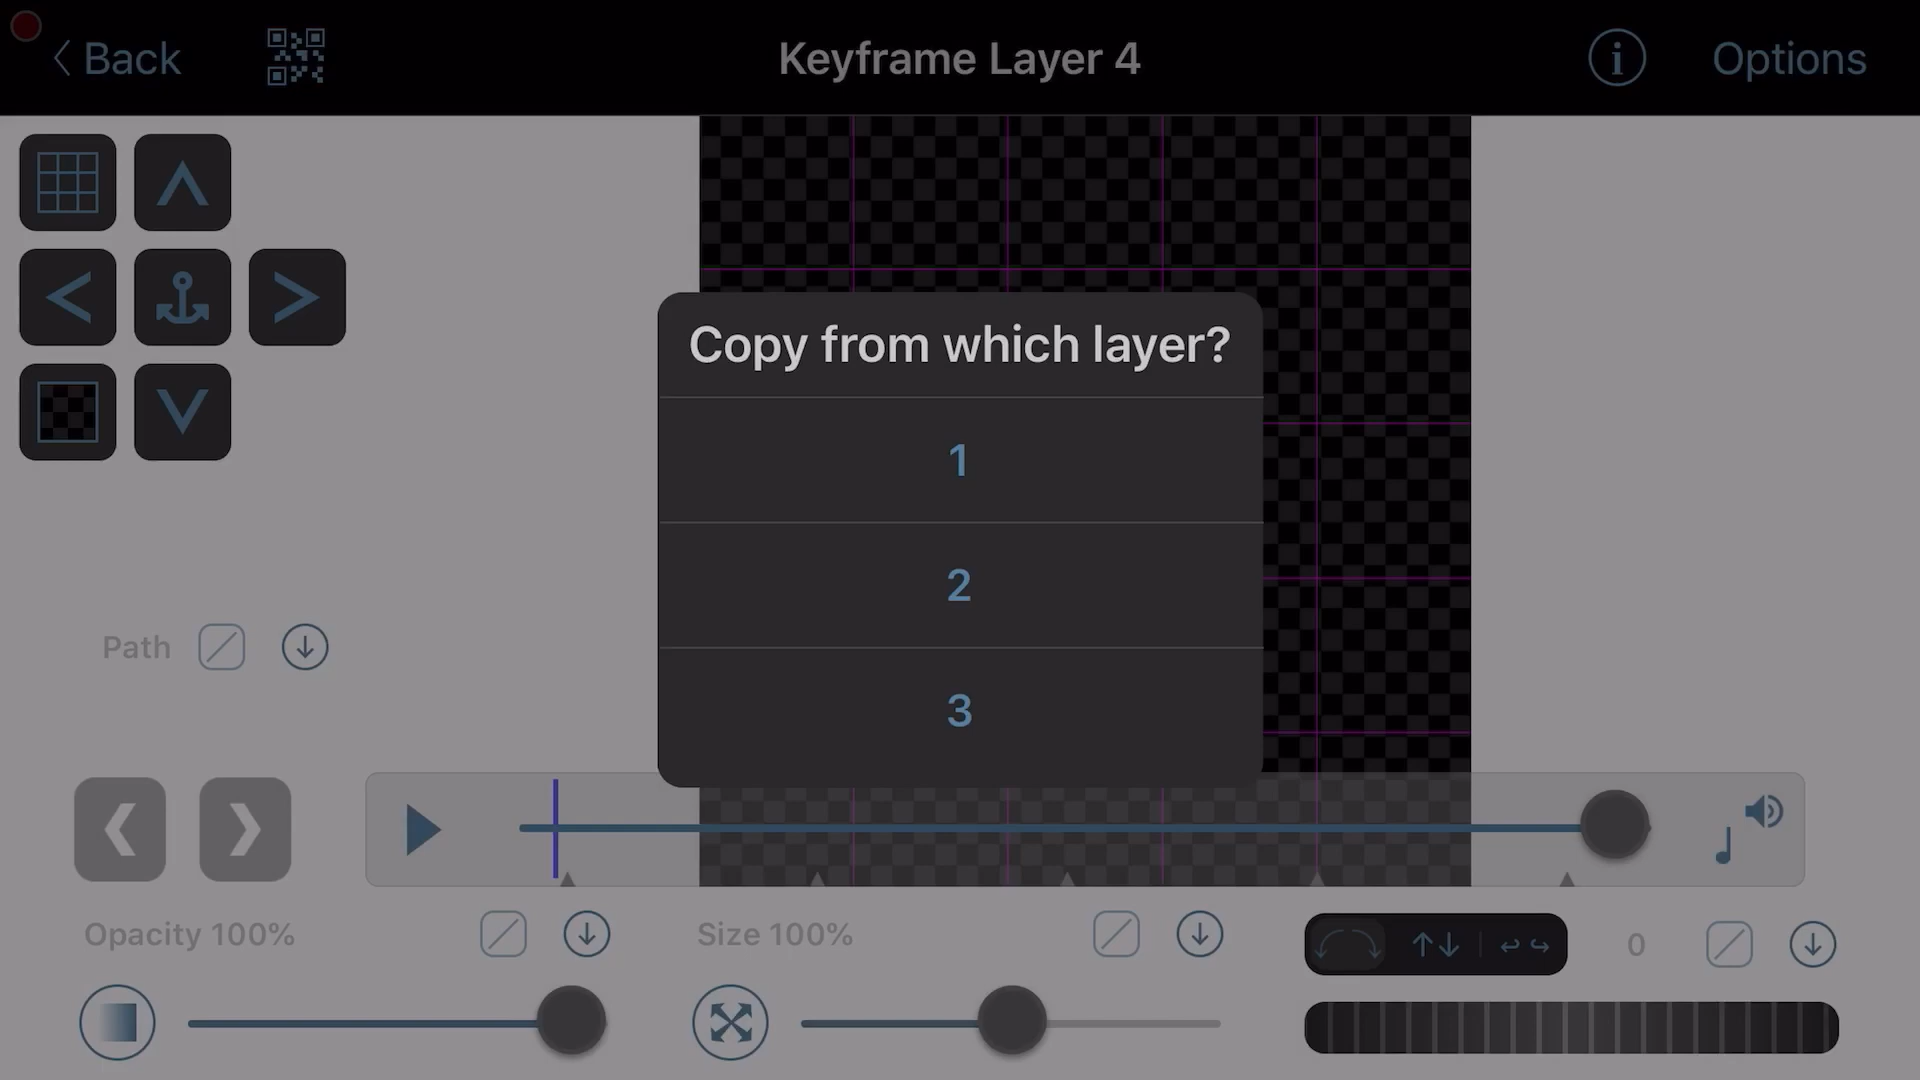 Back
Keyframe Layer 4
Options
Copy from which layer?
1
2
3
Path
Opacity 100%
Size 100%
0